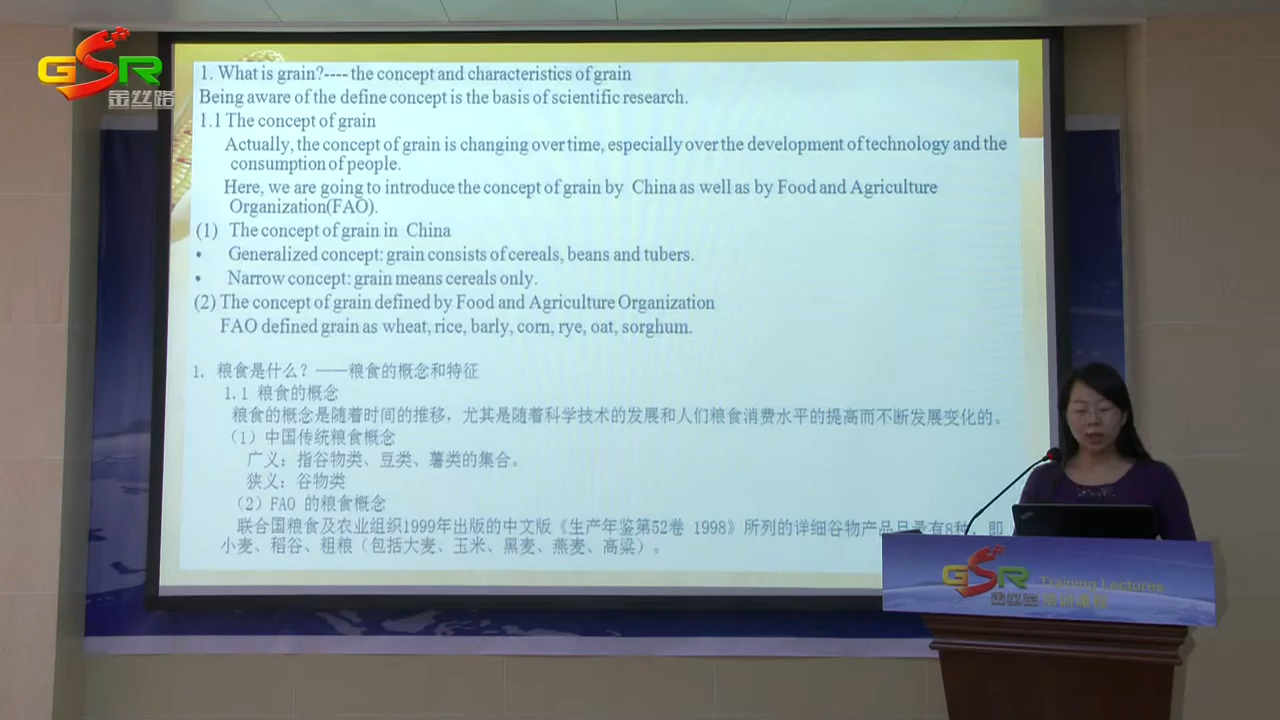 GSR
金丝路
1. What is grain?---- the concept and characteristics of grain
Being aware of the define concept is the basis of scientific research.
1.1 The concept of grain
Actually, the concept of grain is changing over time, especially over the development of technology and the
consumption of people.
Here, we are going to introduce the concept of grain by China as well as by Food and Agriculture
Organization(FAO).
(1) The concept of grain in China
• Generalized concept: grain consists of cereals, beans and tubers.
• Narrow concept: grain means cereals only.
(2) The concept of grain defined by Food and Agriculture Organization
FAO defined grain as wheat, rice, barly, corn, rye, oat, sorghum.
1. 粮食是什么？——粮食的概念和特征
1.1 粮食的概念
粮食的概念是随着时间的推移，尤其是随着科学技术的发展和人们粮食消费水平的提高而不断发展变化的。
（1）中国传统粮食概念
广义：指谷物类、豆类、薯类的集合。
狭义：谷物类
（2）FAO 的粮食概念
联合国粮食及农业组织1999年出版的中文版《生产年鉴第52卷 1998》所列的详细谷物产品目录有8种，即
小麦、稻谷、粗粮（包括大麦、玉米、黑麦、燕麦、高粱）。
GSR Training Lectures
金丝路 培训课程